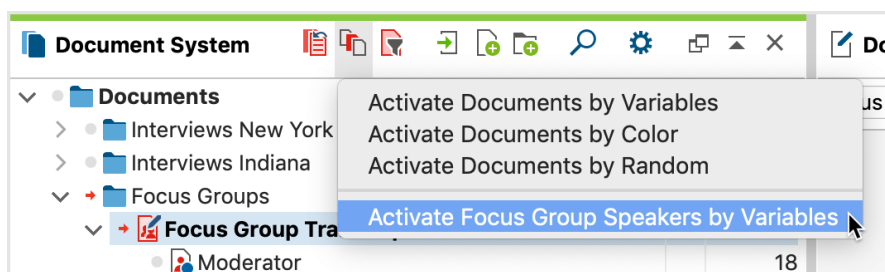 Document System
Documents
Interviews New York
Interviews Indiana
Focus Groups
Focus Group Tra
Moderator
18
Activate Documents by Variables
Activate Documents by Color
Activate Documents by Random
Activate Focus Group Speakers by Variables
Do
us